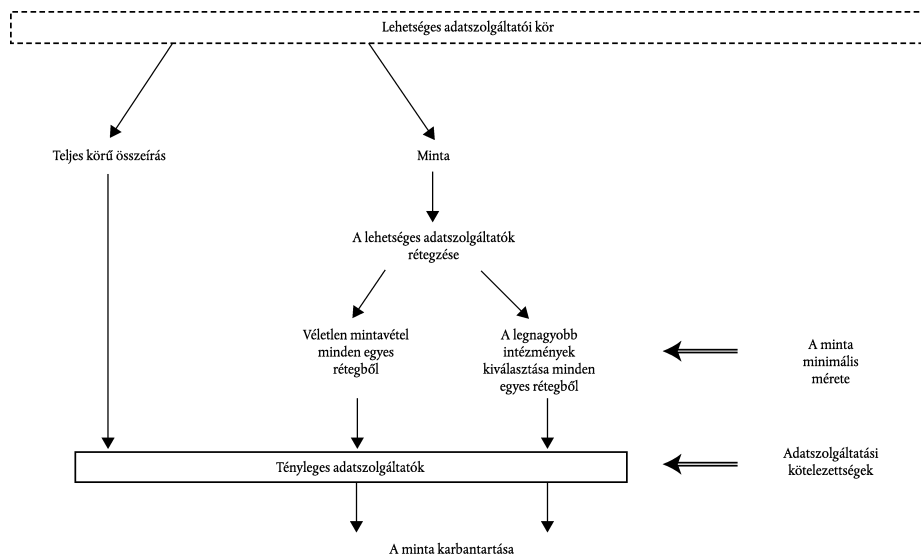 Lehetséges adatszolgáltatói kör
Teljes körű összeírás
Minta
A lehetséges adatszolgáltatók
rétegzése
Véletlen mintavétel
minden egyes
rétegből
A legnagyobb
intézmények
kiválasztása minden
egyes rétegből
A minta
minimális
mérete
Tényleges adatszolgáltatók
Adatszolgáltatási
kötelezettségek
A minta karbantartása